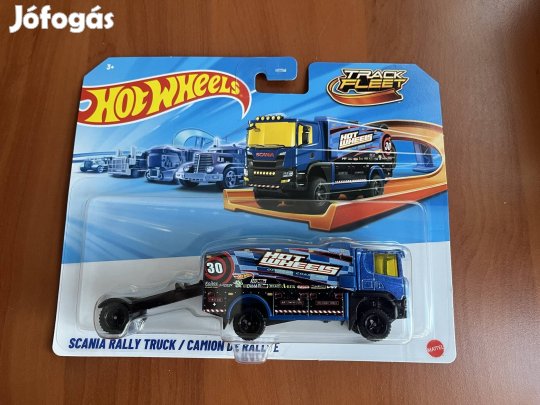 Jófogás
3+
HOT WHEELS
TRACK FLEET
SCANIA
HOT WHEELS
30
30
HOT WHEELS
SCANIA RALLY TRUCK / CAMION DE RALLYE
MATTEL